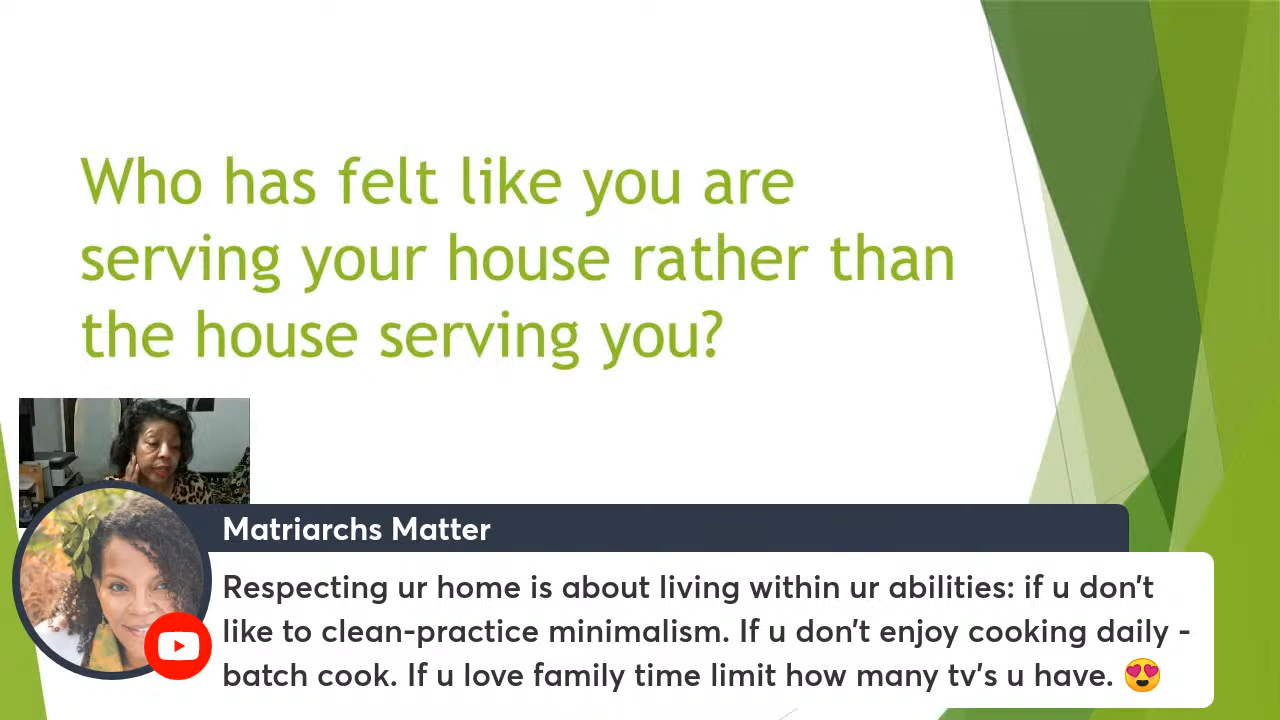 Who has felt like you are
serving your house rather than
the house serving you?
Matriarchs Matter
Respecting ur home is about living within ur abilities: if u don't
like to clean-practice minimalism. If u don't enjoy cooking daily -
batch cook. If u love family time limit how many tv's u have. 😍